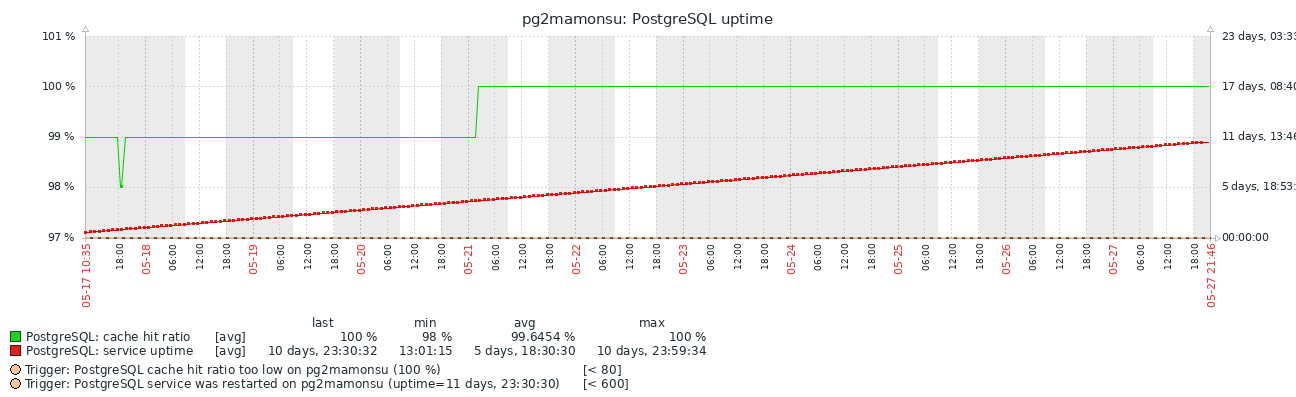 pg2mamonsu: PostgreSQL uptime
101 % 23 days, 03:33
100 % 17 days, 08:40
99 % 11 days, 13:46
98 % 5 days, 18:53:
97 % 00:00:00
05-17 10:35 18:00 05-18 06:00 12:00 18:00 05-19 06:00 12:00 18:00 05-20 06:00 12:00 18:00 05-21 06:00 12:00 18:00 05-22 06:00 12:00 18:00 05-23 06:00 12:00 18:00 05-24 06:00 12:00 18:00 05-25 06:00 12:00 18:00 05-26 06:00 12:00 18:00 05-27 06:00 12:00 18:00 05-27 21:46
last min avg max
PostgreSQL: cache hit ratio [avg] 100 % 98 % 99.6454 % 100 %
PostgreSQL: service uptime [avg] 10 days, 23:30:32 13:01:15 5 days, 18:30:30 10 days, 23:59:34
Trigger: PostgreSQL cache hit ratio too low on pg2mamonsu (100 %) [< 80]
Trigger: PostgreSQL service was restarted on pg2mamonsu (uptime=11 days, 23:30:30) [< 600]